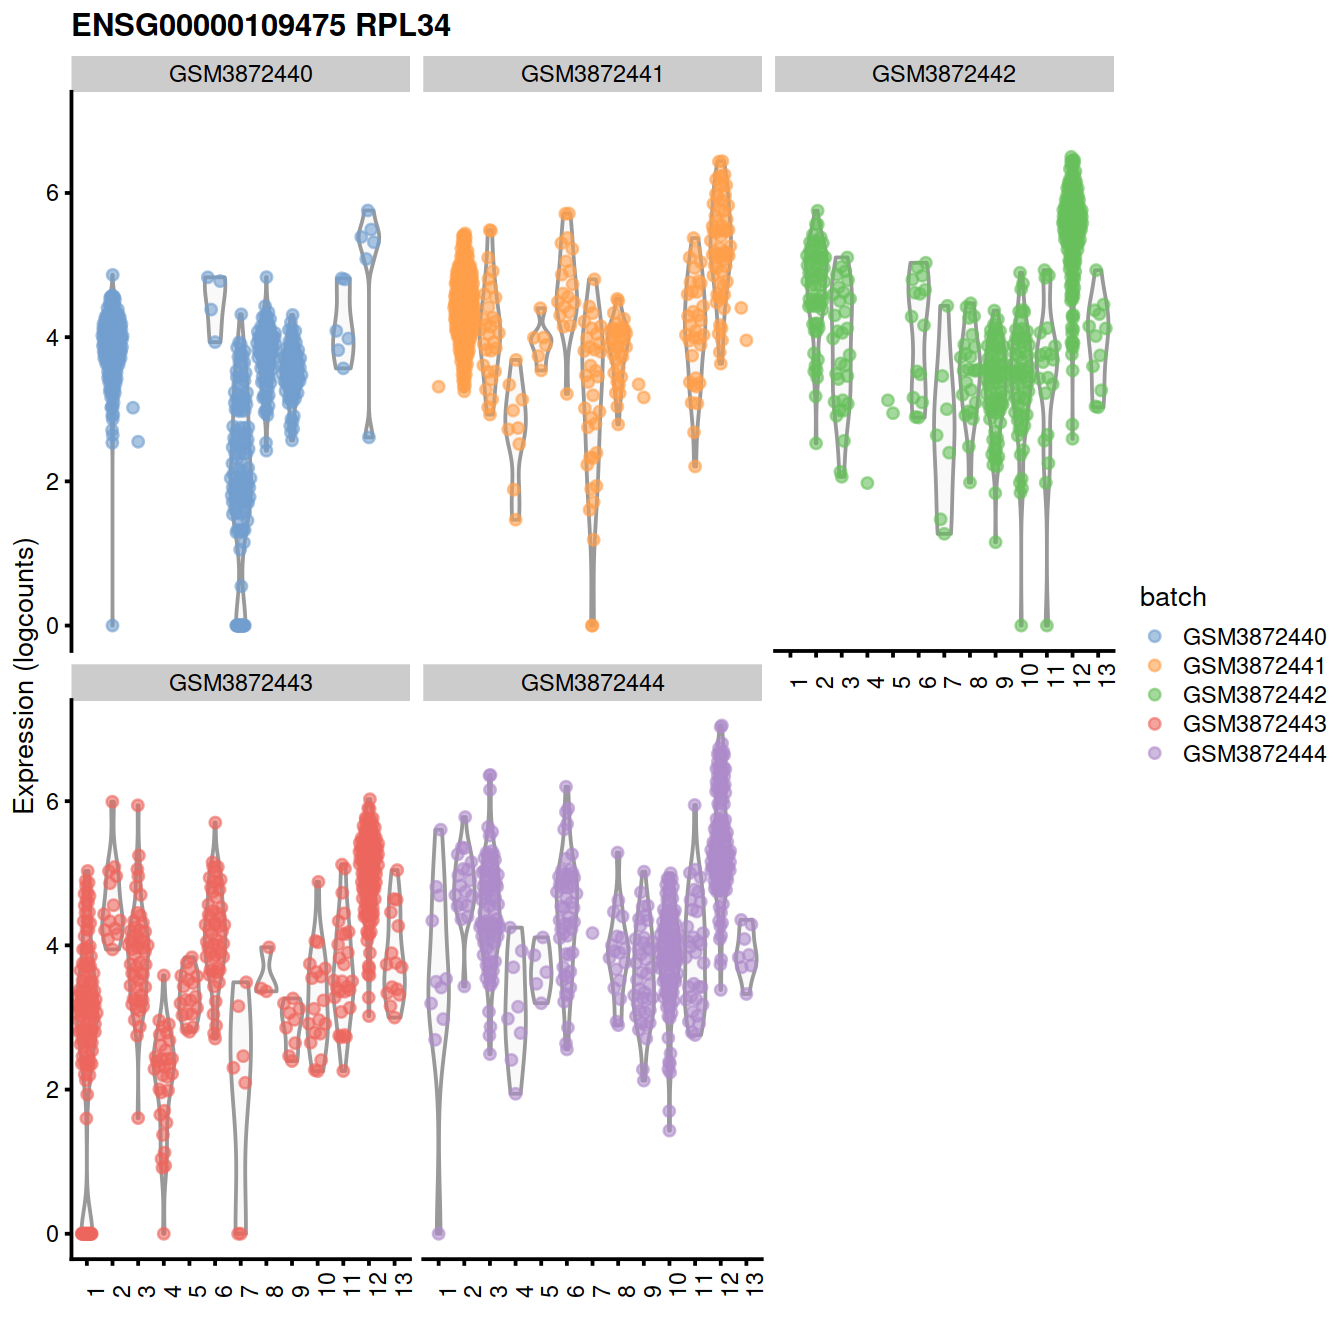 ENSG00000109475 RPL34
GSM3872440 GSM3872441 GSM3872442
6
4
2
0
1 2 3 4 5 6 7 8 9 10 11 12 13
Expression (logcounts)
batch
GSM3872440
GSM3872441
GSM3872442
GSM3872443
GSM3872444
GSM3872443 GSM3872444
6
4
2
0
1 2 3 4 5 6 7 8 9 10 11 12 13 1 2 3 4 5 6 7 8 9 10 11 12 13